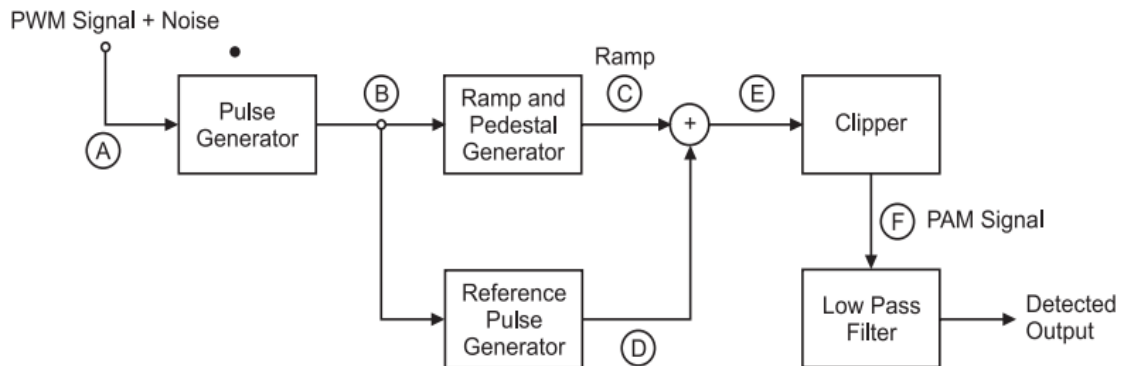 PWM Signal + Noise
A
Pulse
Generator
B
Ramp and
Pedestal
Generator
Ramp
C
+
E
Clipper
F
PAM Signal
Reference
Pulse
Generator
D
Low Pass
Filter
Detected
Output